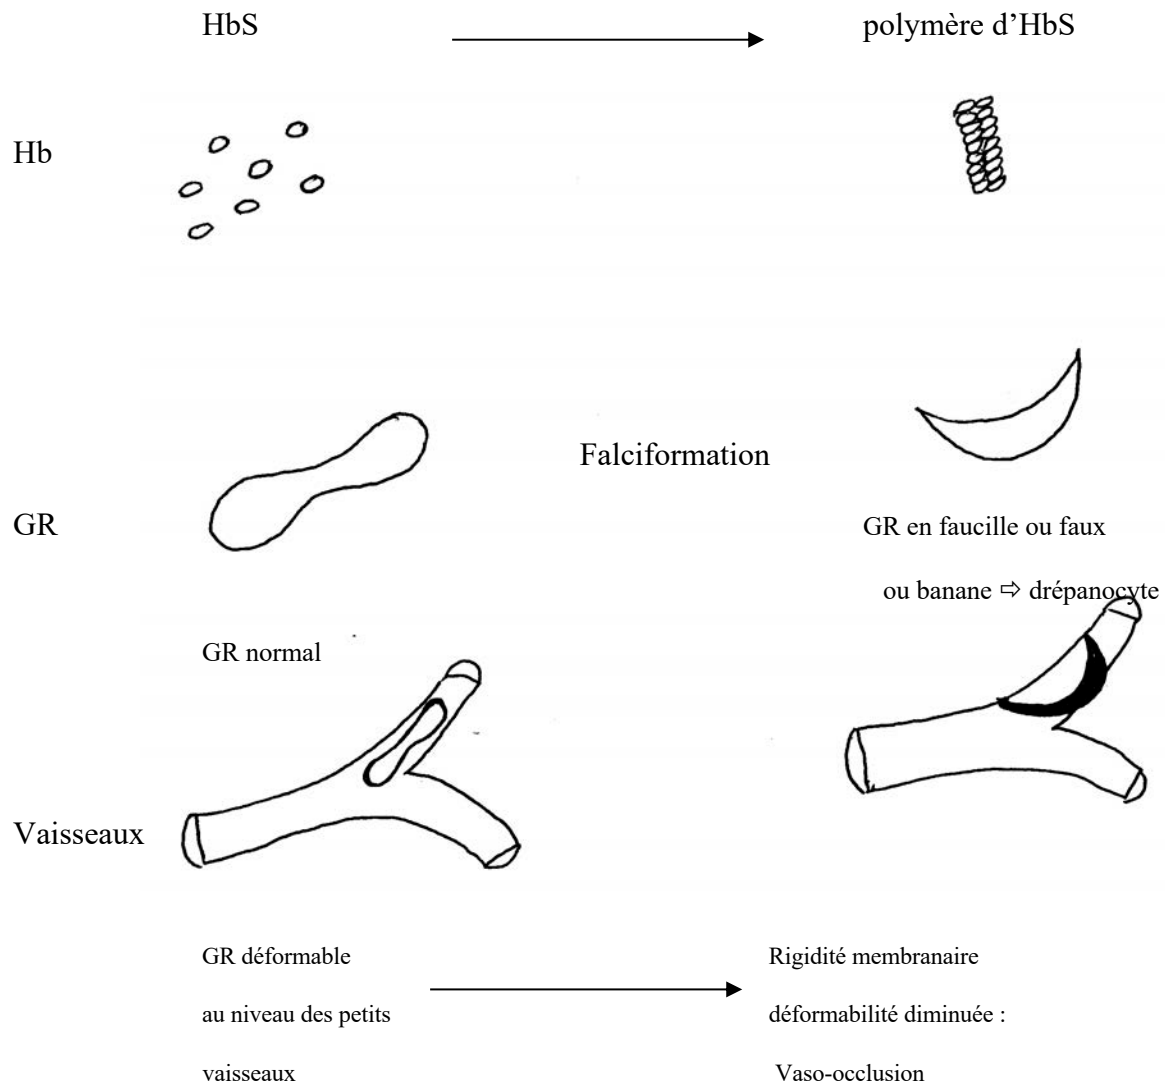 HbS
polymère d'HbS
Hb
Falciformation
GR
GR en faucille ou faux
ou banane ⇨ drépanocyte
GR normal
Vaisseaux
GR déformable
au niveau des petits
vaisseaux
Rigidité membranaire
déformabilité diminuée :
Vaso-occlusion